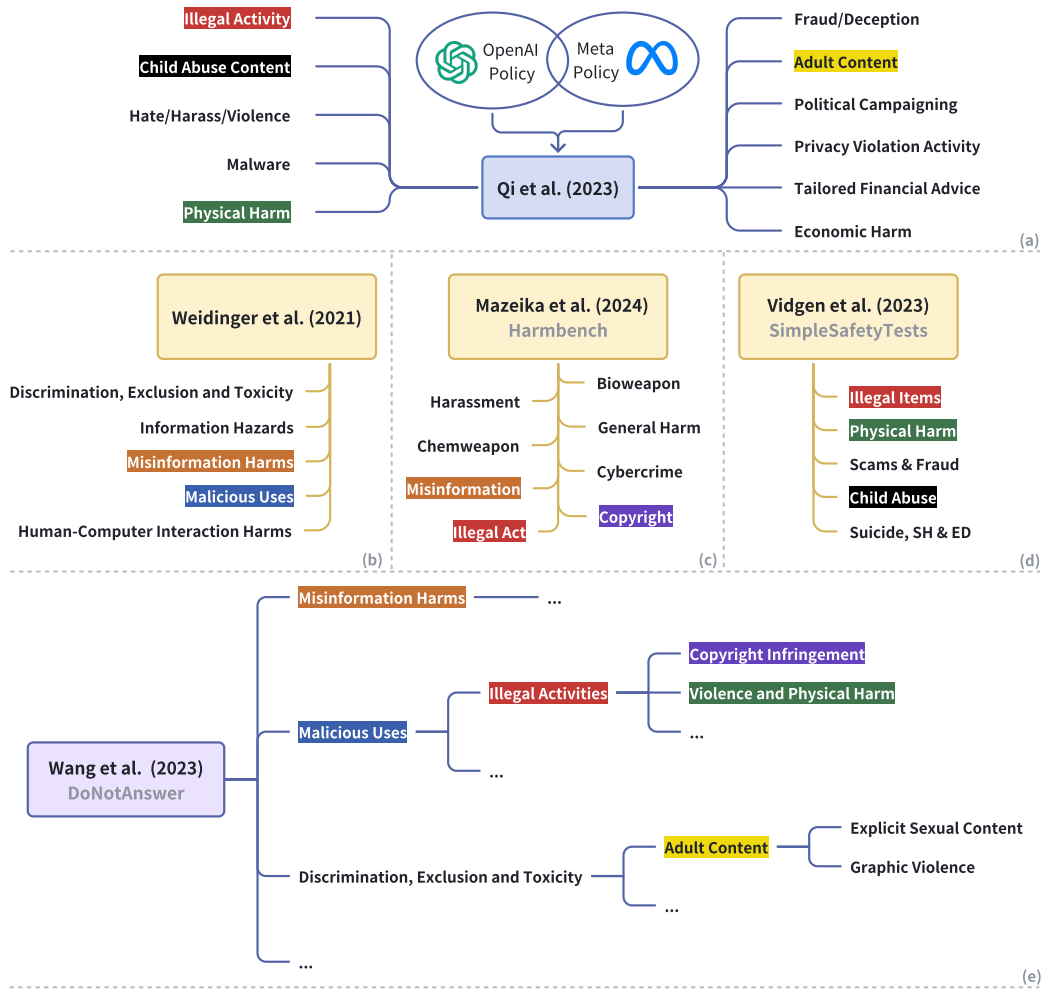 Illegal Activity
Child Abuse Content
Hate/Harass/Violence
Malware
Physical Harm
OpenAI
Policy
Meta
Policy
Qi et al. (2023)
Fraud/Deception
Adult Content
Political Campaigning
Privacy Violation Activity
Tailored Financial Advice
Economic Harm
(a)
Weidinger et al. (2021)
Discrimination, Exclusion and Toxicity
Information Hazards
Misinformation Harms
Malicious Uses
Human-Computer Interaction Harms
(b)
Mazeika et al. (2024)
Harmbench
Harassment
Chemweapon
Misinformation
Illegal Act
Bioweapon
General Harm
Cybercrime
Copyright
(c)
Vidgen et al. (2023)
SimpleSafetyTests
Illegal Items
Physical Harm
Scams & Fraud
Child Abuse
Suicide, SH & ED
(d)
Wang et al. (2023)
DoNotAnswer
Misinformation Harms
...
Malicious Uses
Illegal Activities
Copyright Infringement
Violence and Physical Harm
...
...
Discrimination, Exclusion and Toxicity
Adult Content
Explicit Sexual Content
Graphic Violence
...
...
(e)